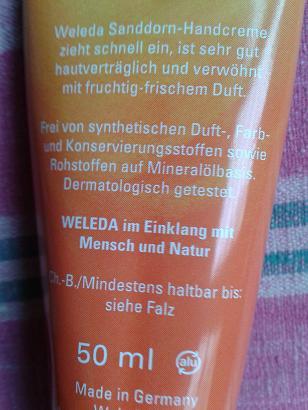 Weleda Sanddorn-Handcreme
zieht schnell ein, ist sehr gut
hautverträglich und verwöhnt
mit fruchtig-frischem Duft.
Frei von synthetischen Duft-, Farb-
und Konservierungsstoffen sowie
Rohstoffen auf Mineralölbasis.
Dermatologisch getestet.
WELEDA im Einklang mit
Mensch und Natur
Ch.-B./Mindestens haltbar bis:
siehe Falz
50 ml alu
Made in Germany